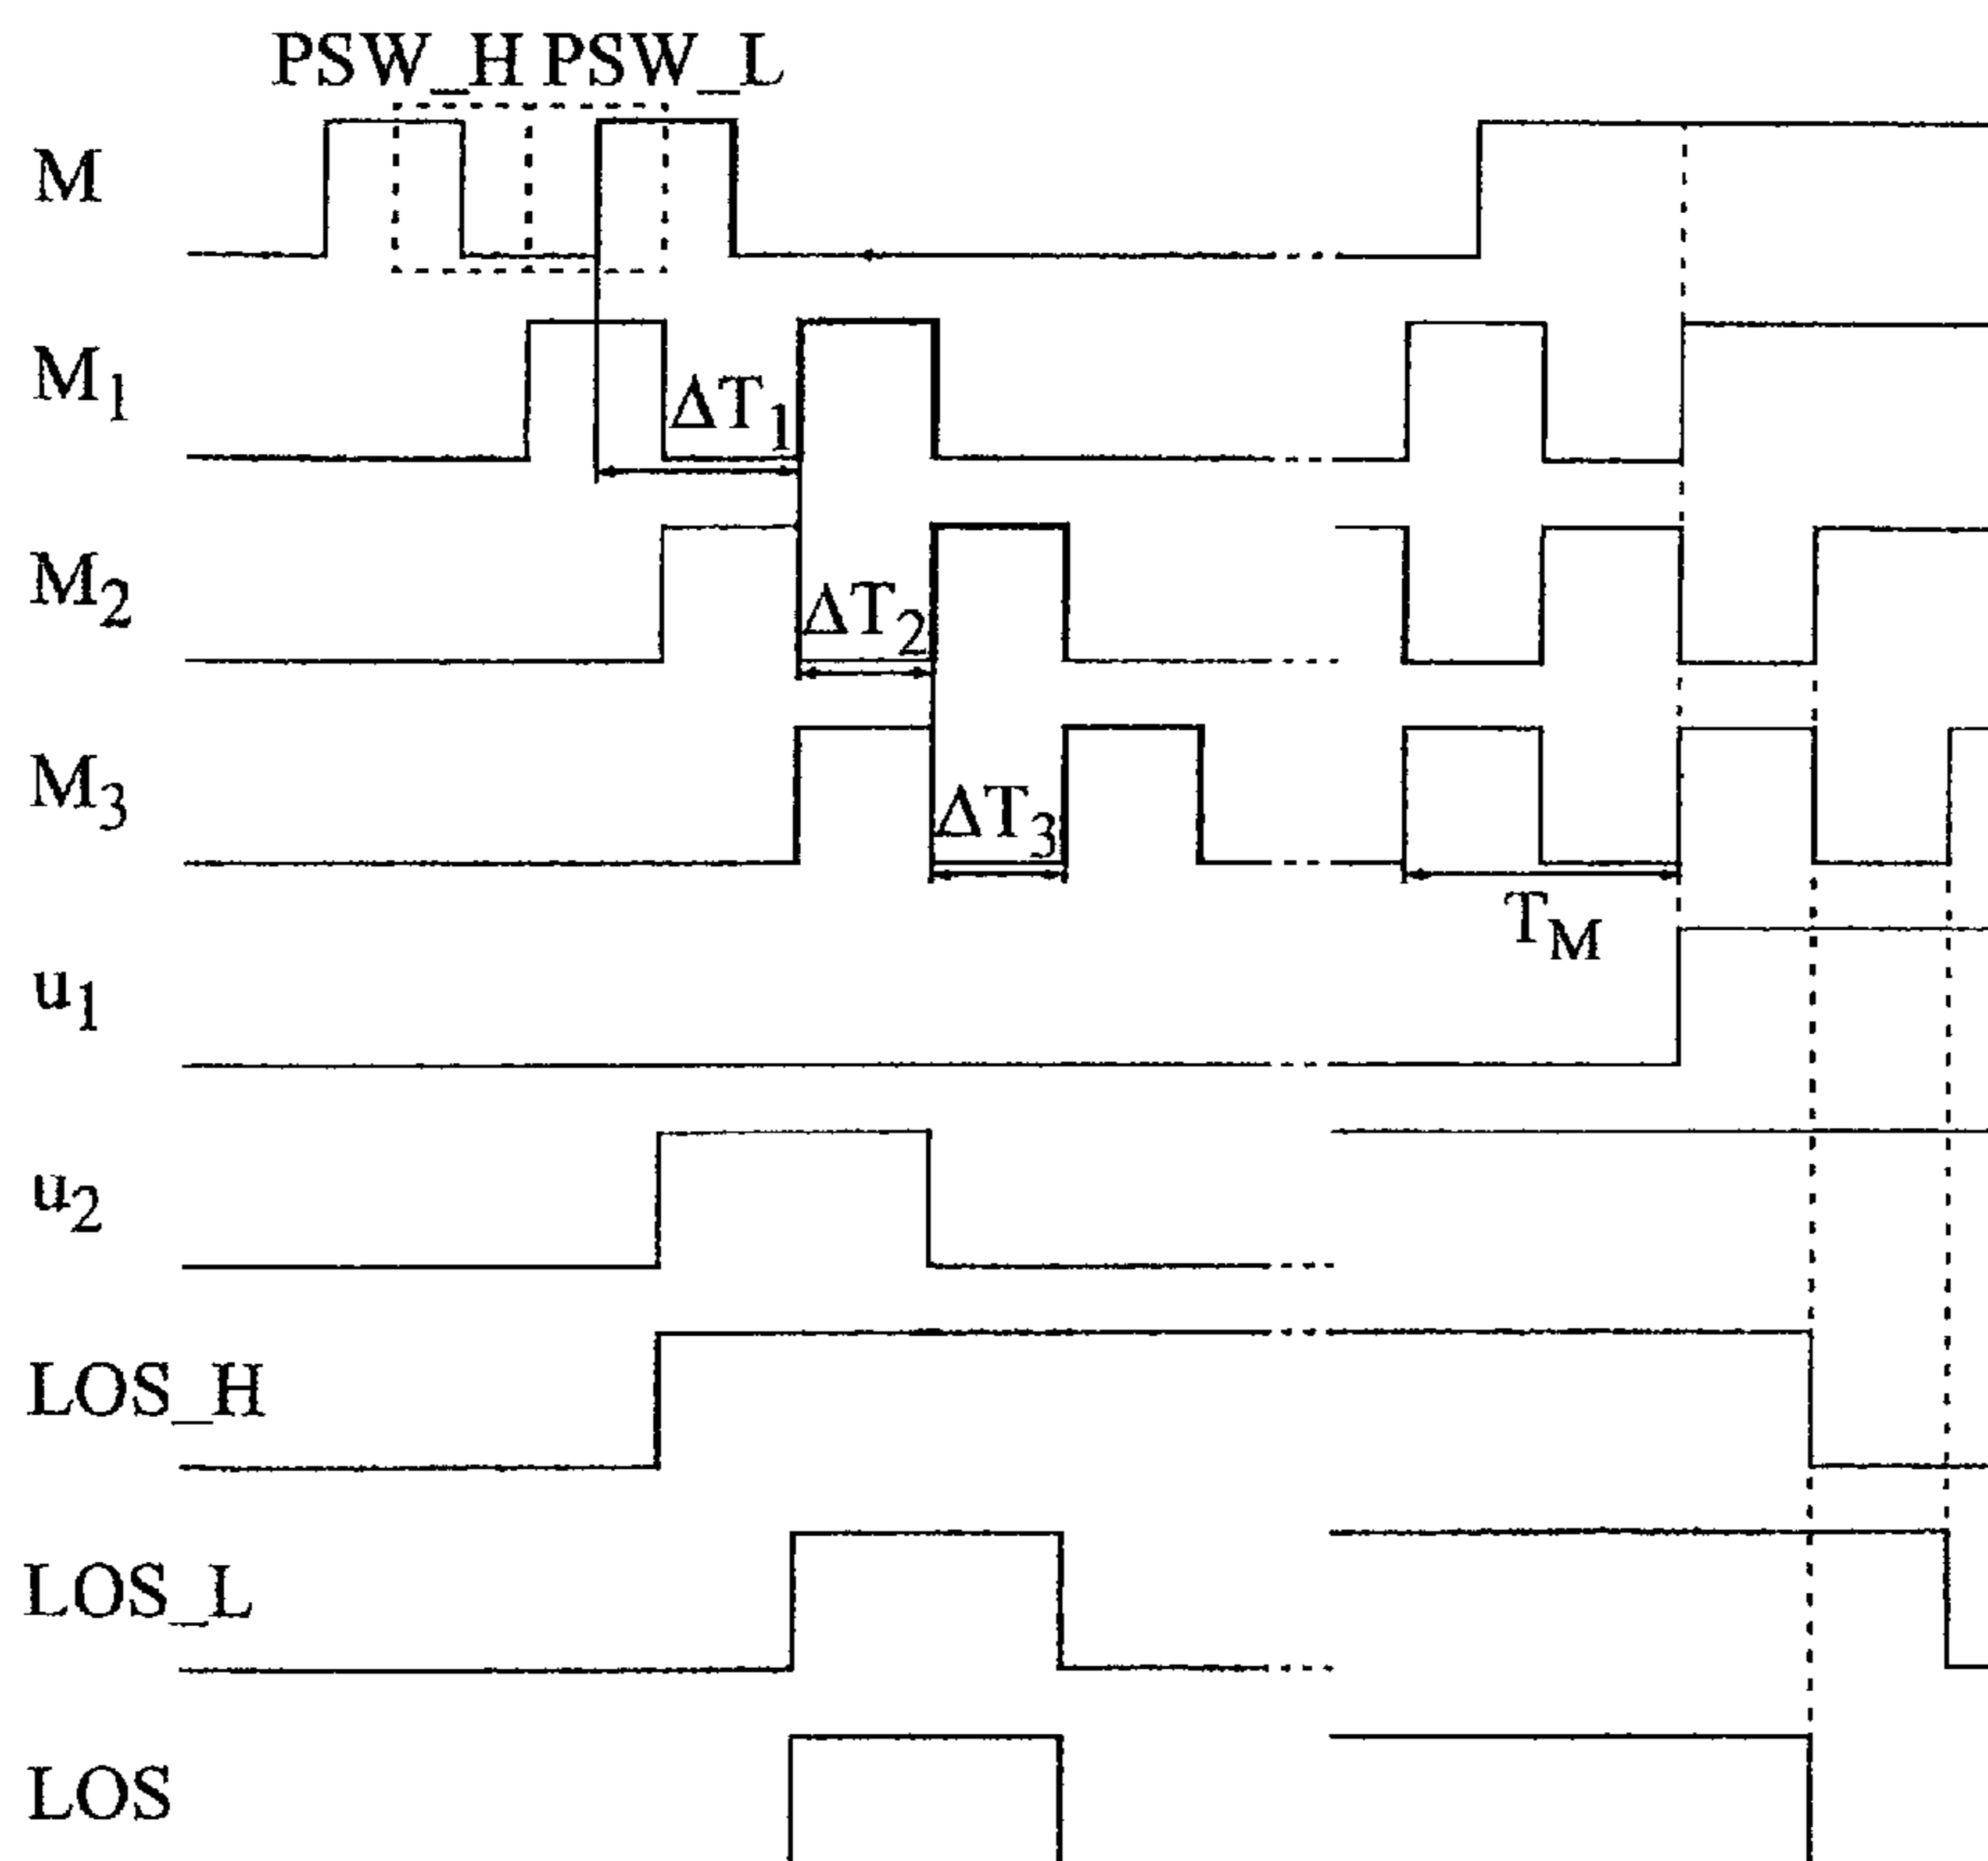 PSW_H PSW_L
M
M1
ΔT1
M2
ΔT2
M3
ΔT3
TM
u1
u2
LOS_H
LOS_L
LOS